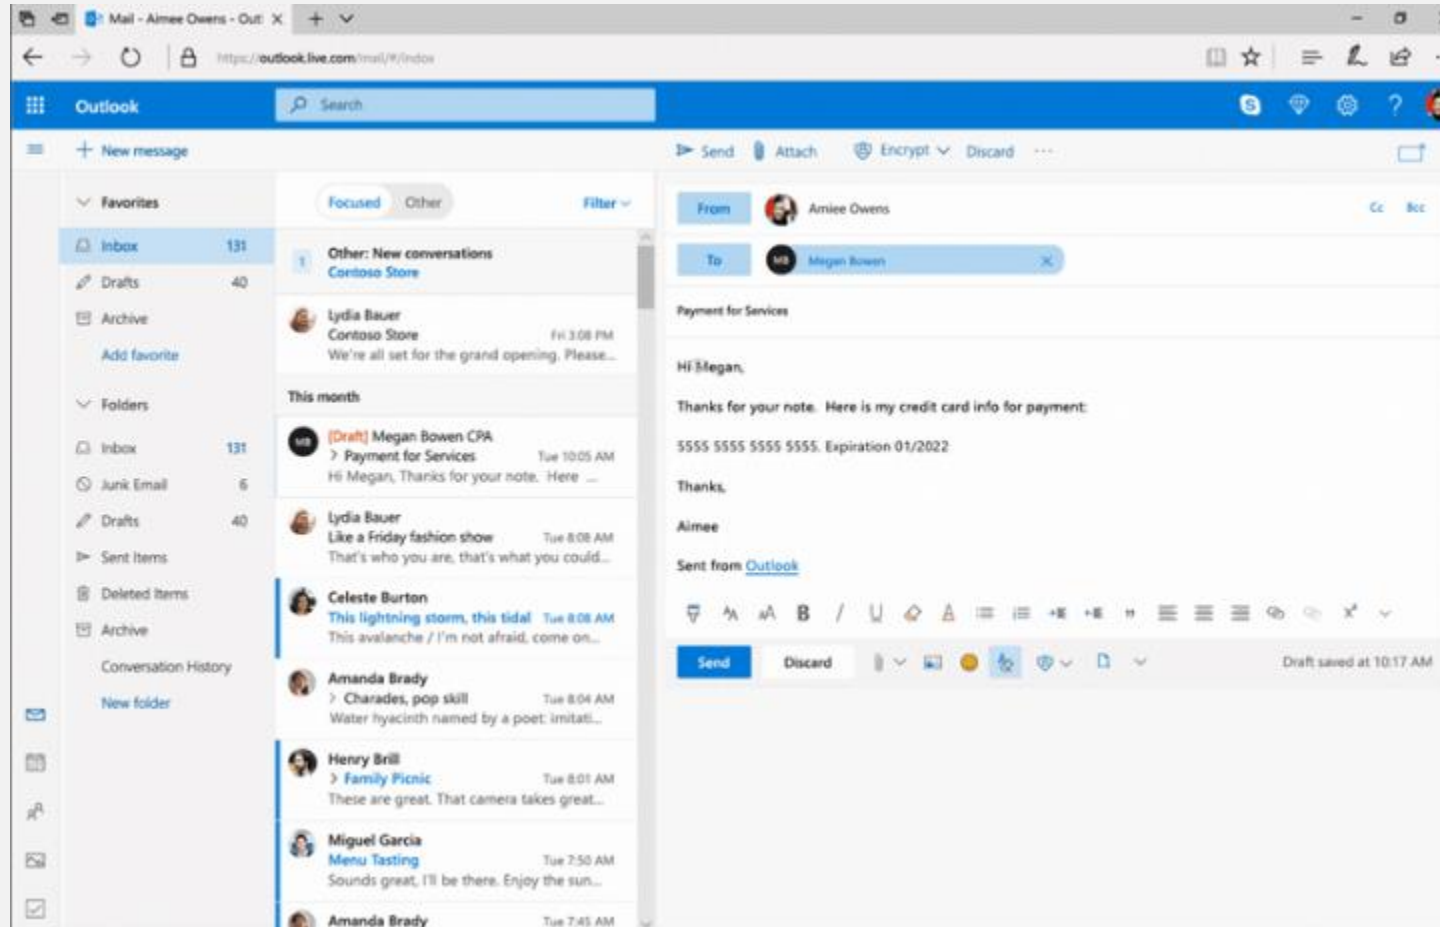 Mail - Aimee Owens - Out
https://outlook.live.com/mail/#/inbox
Outlook
Search
New message
Send
Attach
Encrypt
Discard
Favorites
Inbox 131
Drafts 40
Archive
Add favorite
Folders
Inbox 131
Junk Email 6
Drafts 40
Sent Items
Deleted Items
Archive
Conversation History
New folder
Focused Other Filter
1
Other: New conversations
Contoso Store
Lydia Bauer
Contoso Store Fri 3:08 PM
We're all set for the grand opening. Please...
This month
MB
[Draft] Megan Bowen CPA
> Payment for Services Tue 10:05 AM
Hi Megan, Thanks for your note. Here ...
Lydia Bauer
Like a Friday fashion show Tue 8:08 AM
That's who you are, that's what you could...
Celeste Burton
This lightning storm, this tidal Tue 8:08 AM
This avalanche / I'm not afraid, come on...
Amanda Brady
> Charades, pop skill Tue 8:04 AM
Water hyacinth named by a poet: imitati...
Henry Brill
> Family Picnic Tue 8:01 AM
These are great. That camera takes great...
Miguel Garcia
Menu Tasting Tue 7:50 AM
Sounds great, I'll be there. Enjoy the sun...
Amanda Brady Tue 7:45 AM
From Amiee Owens Cc Bcc
To MB Megan Bowen
Payment for Services
Hi Megan,
Thanks for your note. Here is my credit card info for payment:
5555 5555 5555 5555. Expiration 01/2022
Thanks,
Aimee
Sent from Outlook
Send Discard Draft saved at 10:17 AM